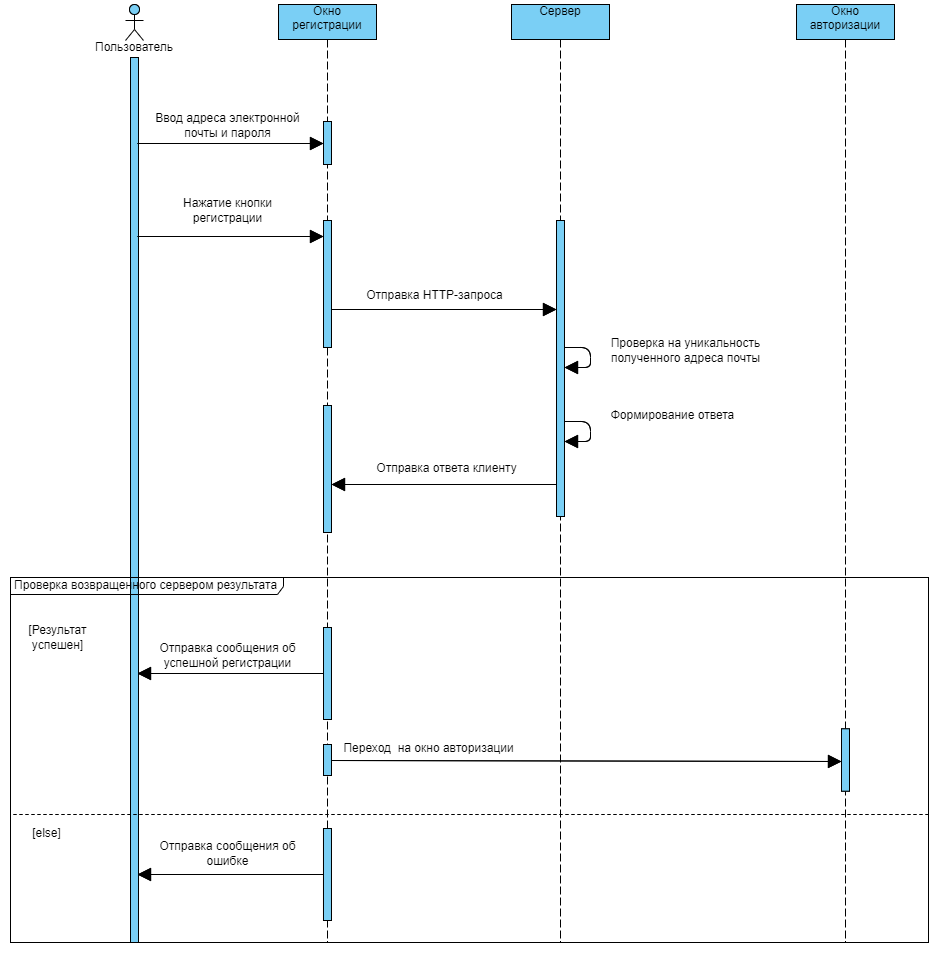 Окно
регистрации
Сервер
Окно
авторизации
Пользователь
Ввод адреса электронной
почты и пароля
Нажатие кнопки
регистрации
Отправка HTTP-запроса
Проверка на уникальность
полученного адреса почты
Формирование ответа
Отправка ответа клиенту
Проверка возвращенного сервером результата
[Результат
успешен]
Отправка сообщения об
успешной регистрации
Переход на окно авторизации
[else]
Отправка сообщения об
ошибке